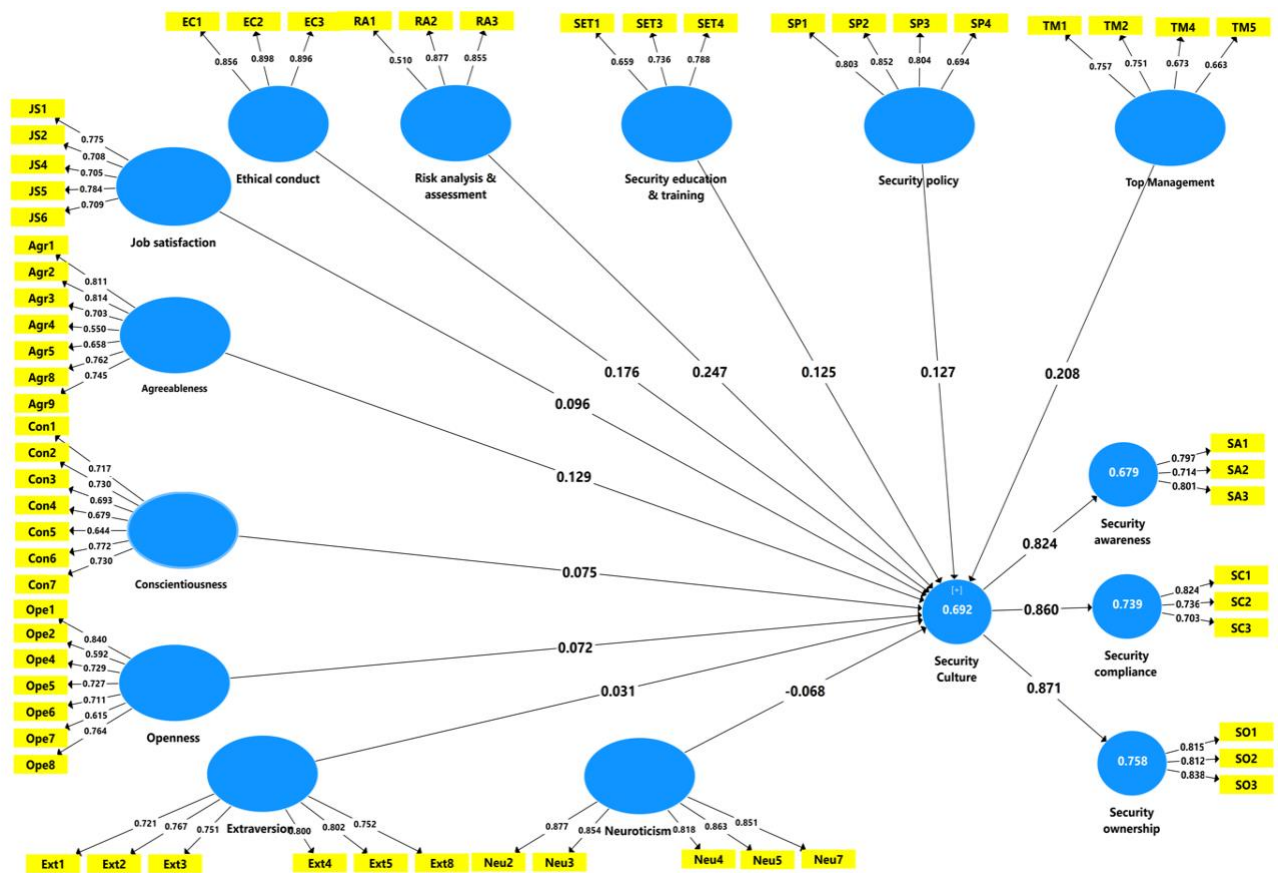 EC1 EC2 EC3 RA1 RA2 RA3 SET1 SET3 SET4 SP1 SP2 SP3 SP4 TM1 TM2 TM4 TM5
0.856 0.898 0.896 0.510 0.877 0.855 0.659 0.736 0.788 0.803 0.852 0.804 0.694 0.757 0.751 0.673 0.663
Ethical conduct
Risk analysis &
assessment
Security education
& training
Security policy
Top Management
JS1
JS2
JS4
JS5
JS6
0.775
0.708
0.705
0.784
0.709
Job satisfaction
Agr1
Agr2
Agr3
Agr4
Agr5
Agr8
Agr9
0.811
0.814
0.703
0.550
0.658
0.762
0.745
Agreeableness
Con1
Con2
Con3
Con4
Con5
Con6
Con7
0.717
0.730
0.693
0.679
0.644
0.772
0.730
Conscientiousness
Ope1
Ope2
Ope4
Ope5
Ope6
Ope7
Ope8
0.840
0.592
0.729
0.727
0.711
0.615
0.764
Openness
0.176 0.247 0.125 0.127 0.208
0.096
0.129
0.075
0.072
0.031
-0.068
[+]
0.692
Security
Culture
0.824
0.860
0.871
0.679
Security
awareness
0.797
0.714
0.801
SA1
SA2
SA3
0.739
Security
compliance
0.824
0.736
0.703
SC1
SC2
SC3
0.758
Security
ownership
0.815
0.812
0.838
SO1
SO2
SO3
Extraversion
0.721 0.767 0.751 0.800 0.802 0.752
Ext1 Ext2 Ext3 Ext4 Ext5 Ext8
Neuroticism
0.877 0.854 0.818 0.863 0.851
Neu2 Neu3 Neu4 Neu5 Neu7